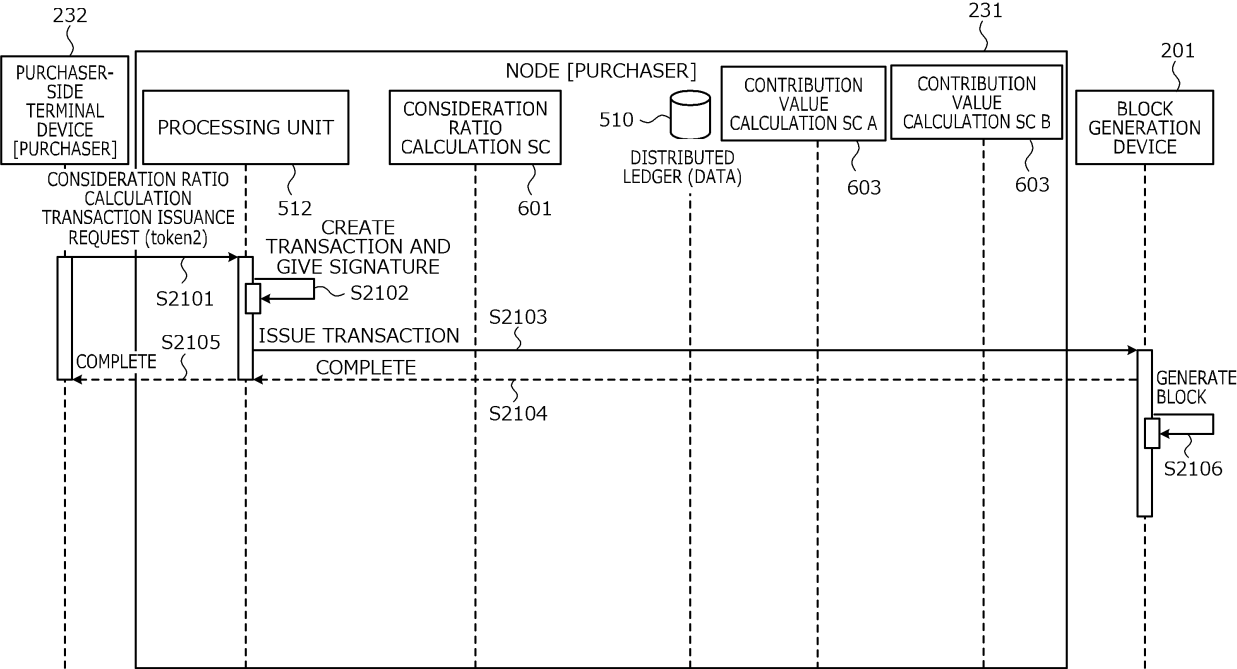 232
231
201
PURCHASER-
SIDE
TERMINAL
DEVICE
[PURCHASER]
NODE [PURCHASER]
PROCESSING UNIT
512
CONSIDERATION
RATIO
CALCULATION SC
601
510
DISTRIBUTED
LEDGER (DATA)
CONTRIBUTION
VALUE
CALCULATION SC A
603
CONTRIBUTION
VALUE
CALCULATION SC B
603
BLOCK
GENERATION
DEVICE
CONSIDERATION RATIO
CALCULATION
TRANSACTION ISSUANCE
REQUEST (token2)
S2101
CREATE
TRANSACTION AND
GIVE SIGNATURE
S2102
ISSUE TRANSACTION
S2103
COMPLETE
S2105
COMPLETE
S2104
GENERATE
BLOCK
S2106